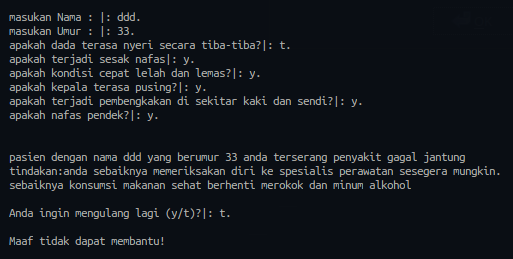 masukan Nama : |: ddd.
masukan Umur : |: 33.
apakah dada terasa nyeri secara tiba-tiba?|: t.
apakah terjadi sesak nafas|: y.
apakah kondisi cepat lelah dan lemas?|: y.
apakah kepala terasa pusing?|: y.
apakah terjadi pembengkakan di sekitar kaki dan sendi?|: y.
apakah nafas pendek?|: y.
pasien dengan nama ddd yang berumur 33 anda terserang penyakit gagal jantung
tindakan:anda sebaiknya memeriksakan diri ke spesialis perawatan sesegera mungkin.
sebaiknya konsumsi makanan sehat berhenti merokok dan minum alkohol
Anda ingin mengulang lagi (y/t)?|: t.
Maaf tidak dapat membantu!